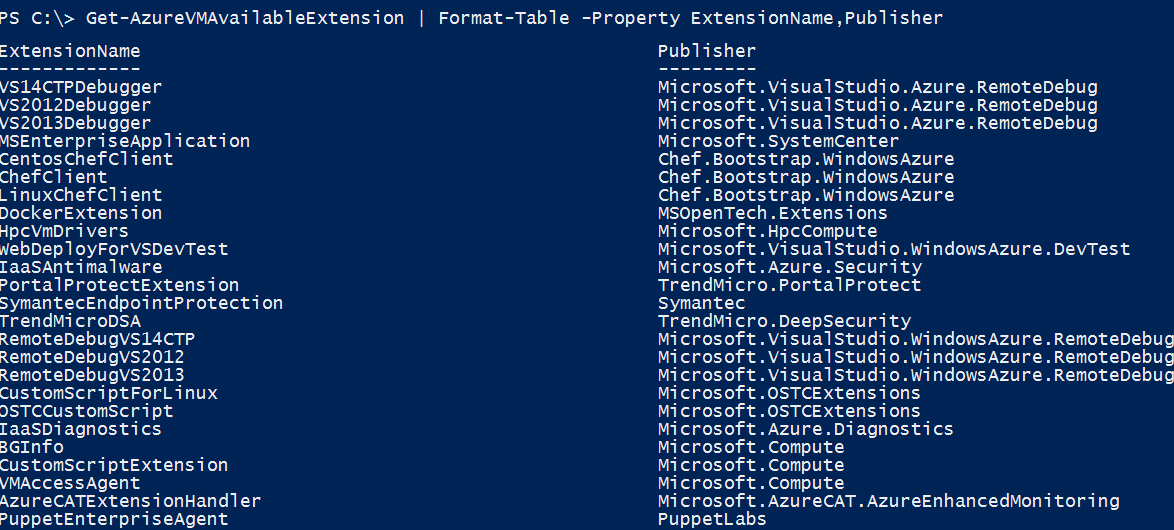 PS C:\> Get-AzureVMAvailableExtension | Format-Table -Property ExtensionName,Publisher
ExtensionName Publisher
------------- ---------
VS14CTPDebugger Microsoft.VisualStudio.Azure.RemoteDebug
VS2012Debugger Microsoft.VisualStudio.Azure.RemoteDebug
VS2013Debugger Microsoft.VisualStudio.Azure.RemoteDebug
MSEnterpriseApplication Microsoft.SystemCenter
CentosChefClient Chef.Bootstrap.WindowsAzure
ChefClient Chef.Bootstrap.WindowsAzure
LinuxChefClient Chef.Bootstrap.WindowsAzure
DockerExtension MSOpenTech.Extensions
HpcVmDrivers Microsoft.HpcCompute
WebDeployForVSDevTest Microsoft.VisualStudio.WindowsAzure.DevTest
IaaSAntimalware Microsoft.Azure.Security
PortalProtectExtension TrendMicro.PortalProtect
SymantecEndpointProtection Symantec
TrendMicroDSA TrendMicro.DeepSecurity
RemoteDebugVS14CTP Microsoft.VisualStudio.WindowsAzure.RemoteDebug
RemoteDebugVS2012 Microsoft.VisualStudio.WindowsAzure.RemoteDebug
RemoteDebugVS2013 Microsoft.VisualStudio.WindowsAzure.RemoteDebug
CustomScriptForLinux Microsoft.OSTCExtensions
OSTCCustomScript Microsoft.OSTCExtensions
IaaSDiagnostics Microsoft.Azure.Diagnostics
BGInfo Microsoft.Compute
CustomScriptExtension Microsoft.Compute
VMAccessAgent Microsoft.Compute
AzureCATExtensionHandler Microsoft.AzureCAT.AzureEnhancedMonitoring
PuppetEnterpriseAgent PuppetLabs